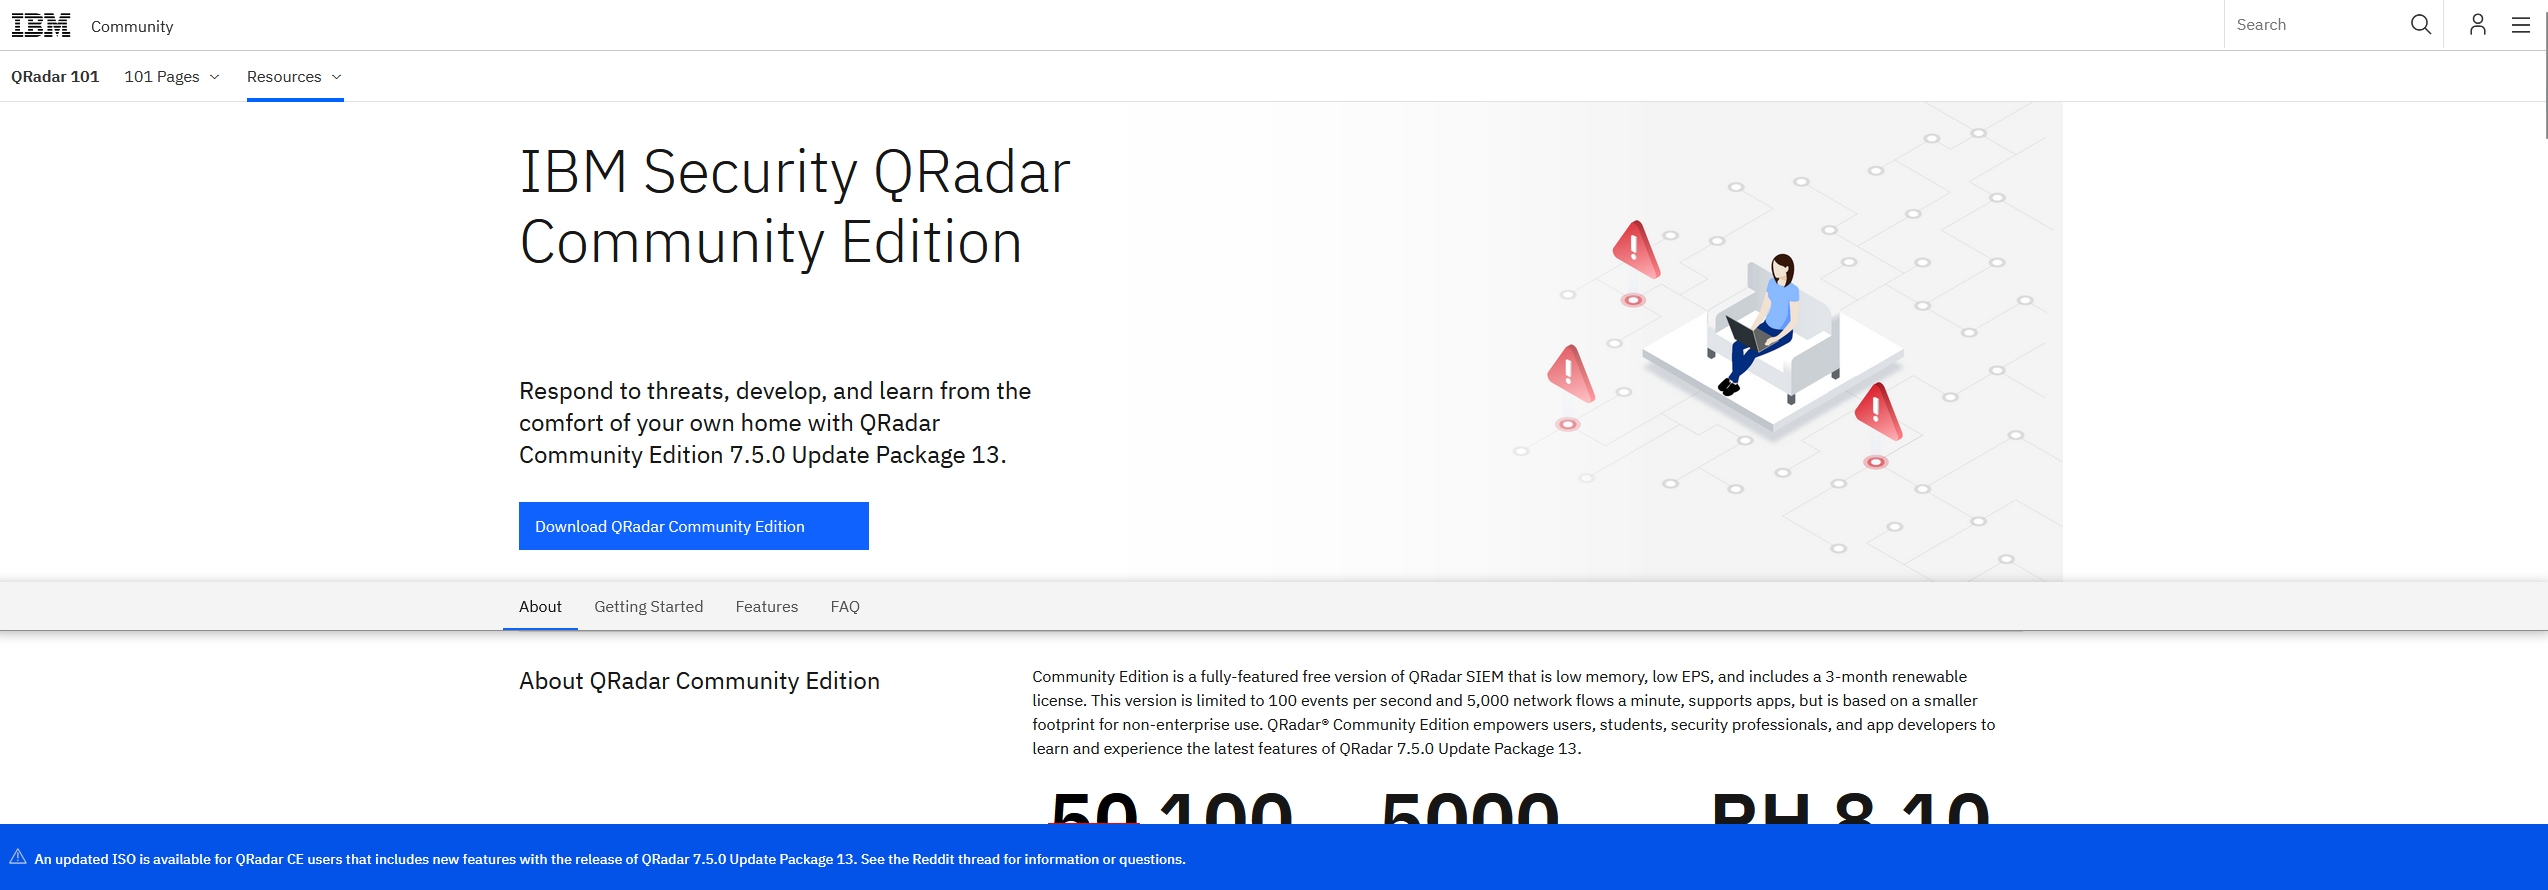 IBM Community
Search
QRadar 101 101 Pages Resources
IBM Security QRadar
Community Edition
Respond to threats, develop, and learn from the
comfort of your own home with QRadar
Community Edition 7.5.0 Update Package 13.
Download QRadar Community Edition
About Getting Started Features FAQ
About QRadar Community Edition
Community Edition is a fully-featured free version of QRadar SIEM that is low memory, low EPS, and includes a 3-month renewable
license. This version is limited to 100 events per second and 5,000 network flows a minute, supports apps, but is based on a smaller
footprint for non-enterprise use. QRadar® Community Edition empowers users, students, security professionals, and app developers to
learn and experience the latest features of QRadar 7.5.0 Update Package 13.
50 100 5000 RH 8.10
An updated ISO is available for QRadar CE users that includes new features with the release of QRadar 7.5.0 Update Package 13. See the Reddit thread for information or questions.